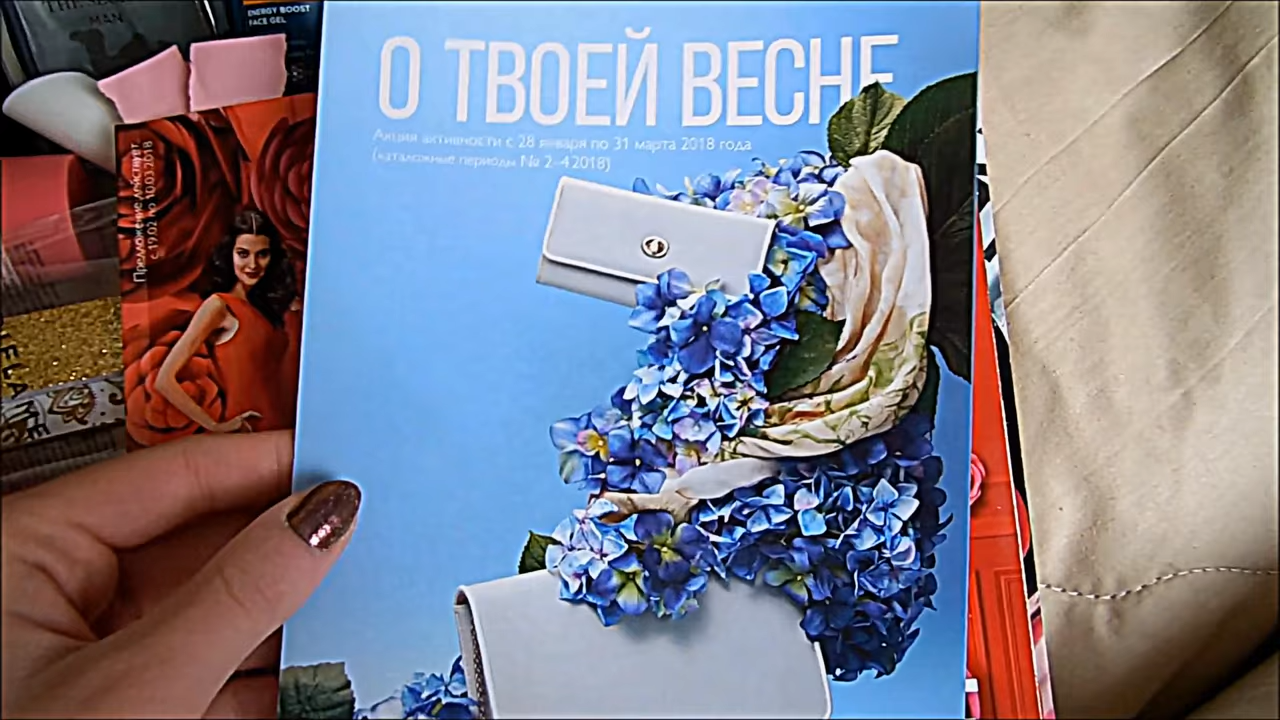 О ТВОЕЙ ВЕСНЕ
Акция активности с 28 января по 31 марта 2018 года
(каталожные периоды № 2-4 2018)
MAN
ENERGY BOOST
FACE GEL
Предложение действует
с 19.02 по 10.03.2018